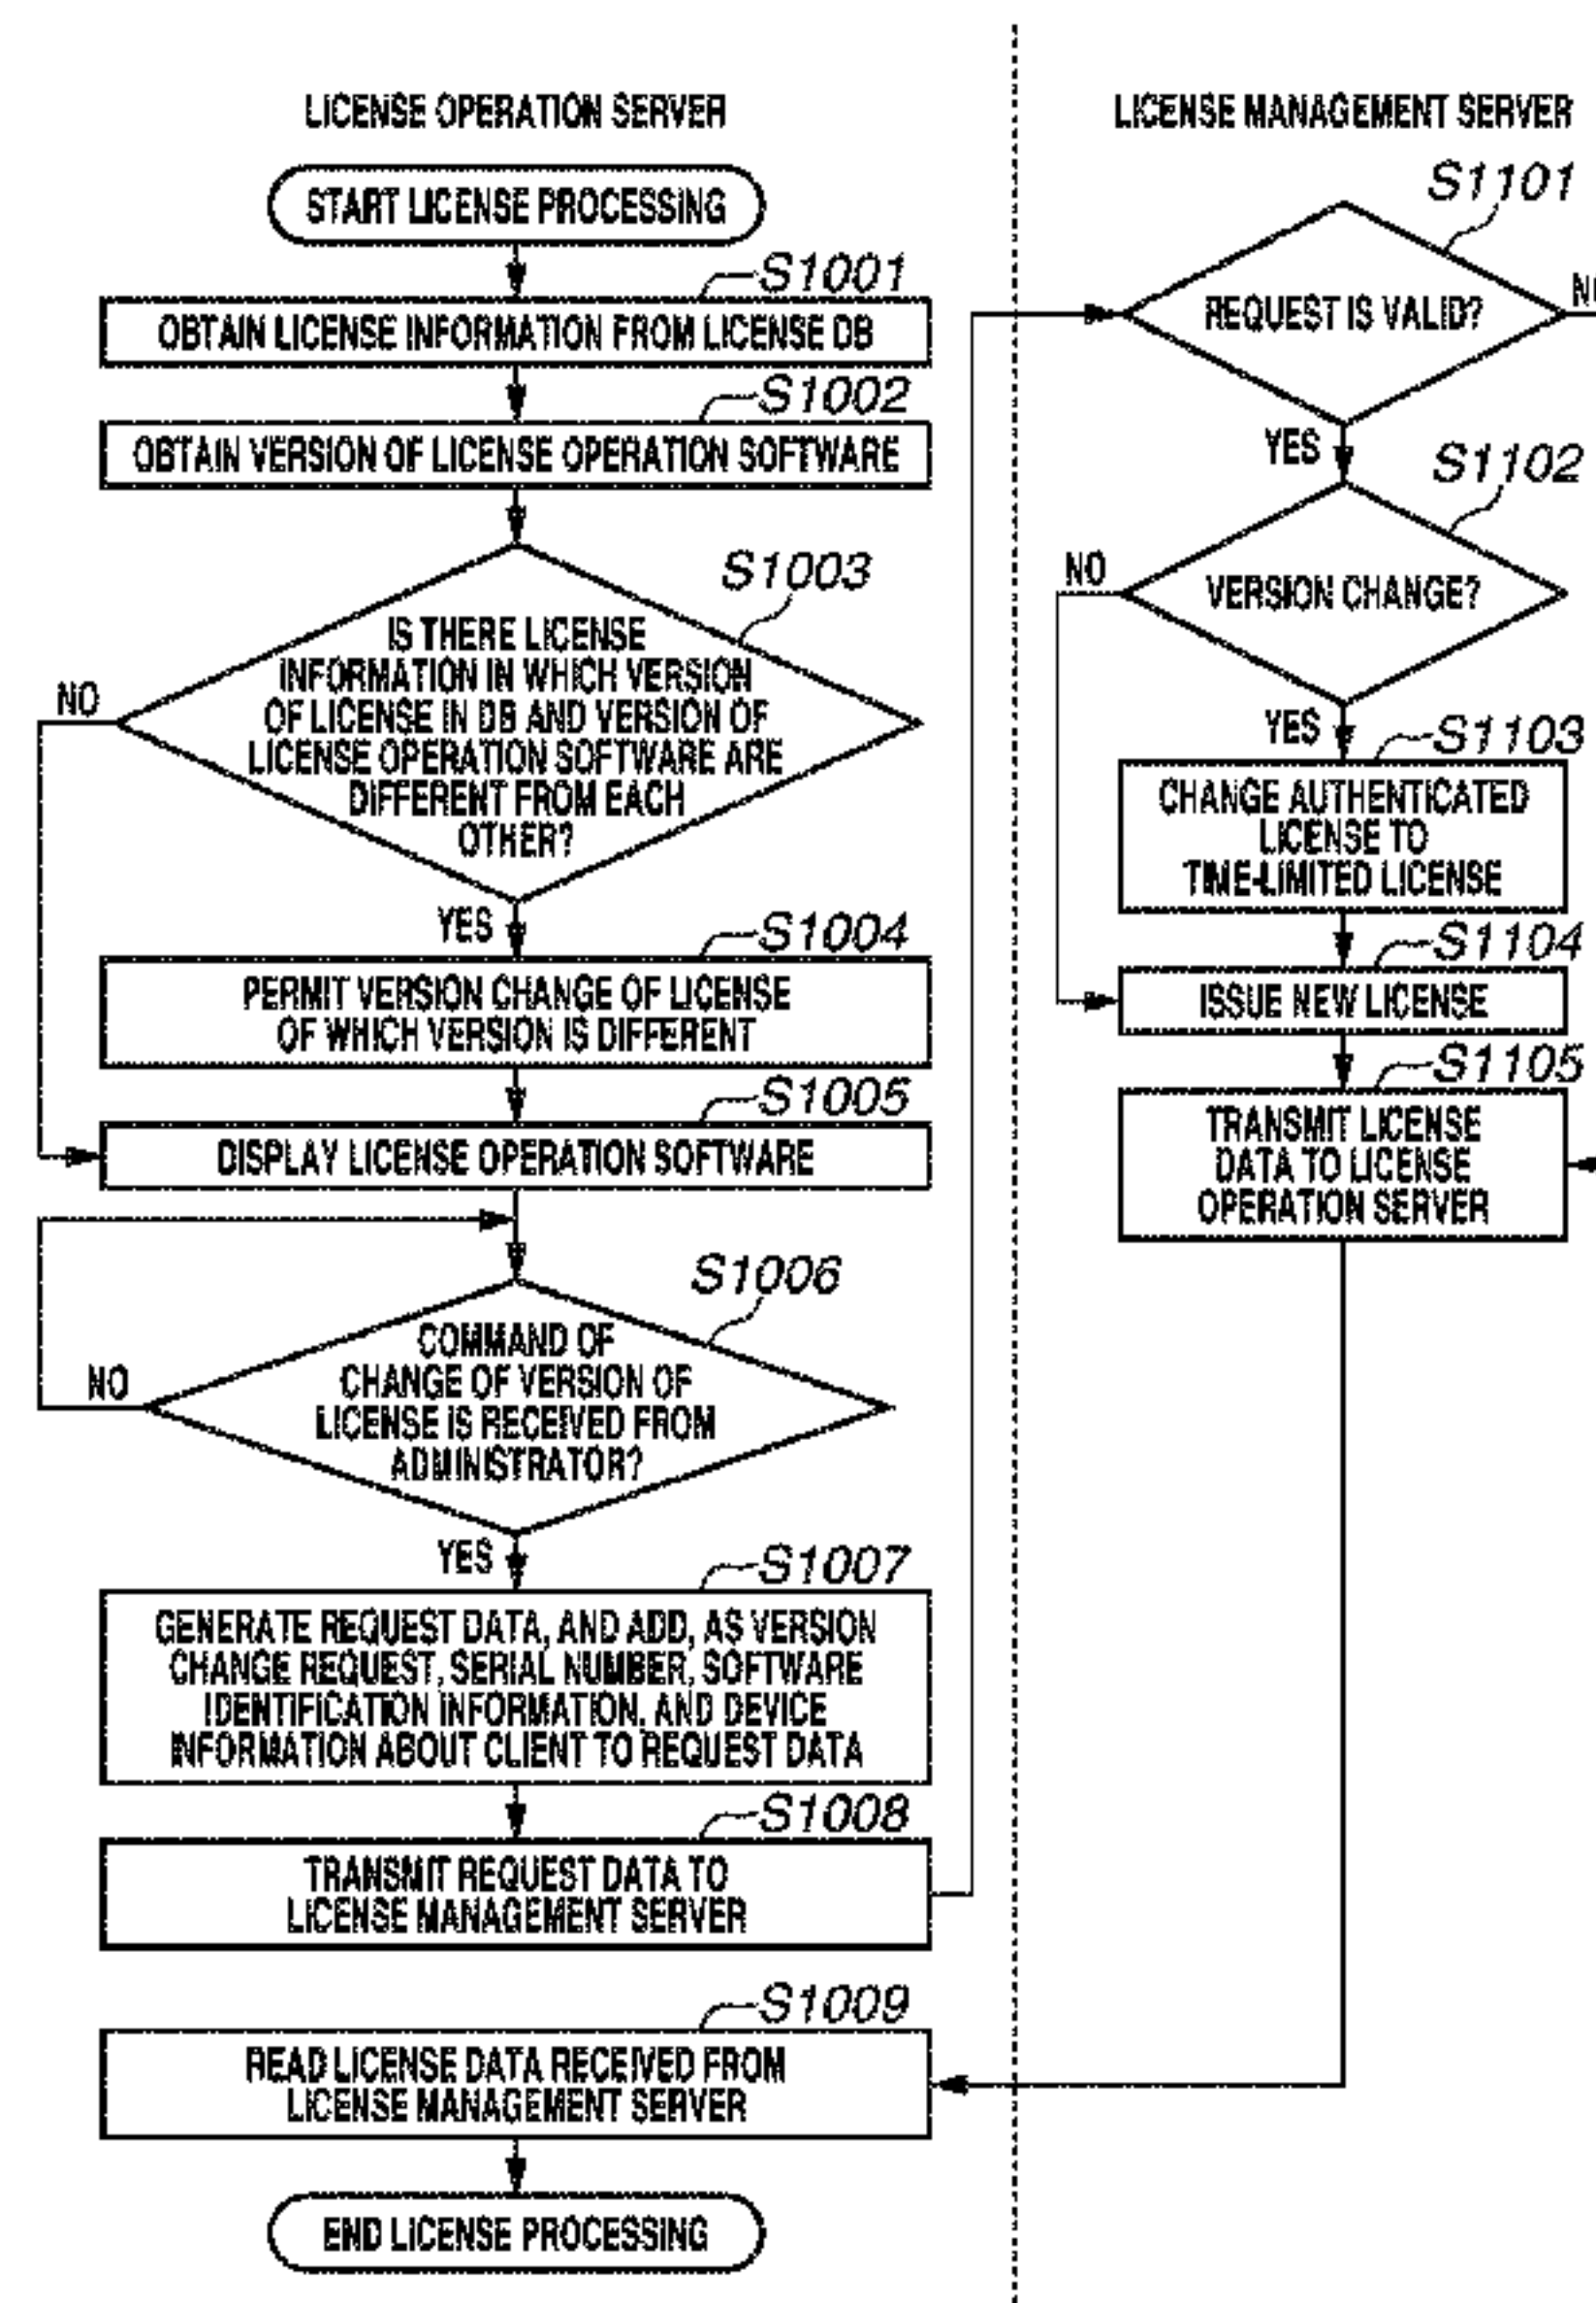 LICENSE OPERATION SERVER
START LICENSE PROCESSING
S1001
OBTAIN LICENSE INFORMATION FROM LICENSE DB
S1002
OBTAIN VERSION OF LICENSE OPERATION SOFTWARE
S1003
IS THERE LICENSE
INFORMATION IN WHICH VERSION
OF LICENSE IN DB AND VERSION OF
LICENSE OPERATION SOFTWARE ARE
DIFFERENT FROM EACH
OTHER?
NO
YES
S1004
PERMIT VERSION CHANGE OF LICENSE
OF WHICH VERSION IS DIFFERENT
S1005
DISPLAY LICENSE OPERATION SOFTWARE
S1006
COMMAND OF
CHANGE OF VERSION OF
LICENSE IS RECEIVED FROM
ADMINISTRATOR?
NO
YES
S1007
GENERATE REQUEST DATA, AND ADD, AS VERSION
CHANGE REQUEST, SERIAL NUMBER, SOFTWARE
IDENTIFICATION INFORMATION, AND DEVICE
INFORMATION ABOUT CLIENT TO REQUEST DATA
S1008
TRANSMIT REQUEST DATA TO
LICENSE MANAGEMENT SERVER
S1009
READ LICENSE DATA RECEIVED FROM
LICENSE MANAGEMENT SERVER
END LICENSE PROCESSING
LICENSE MANAGEMENT SERVER
S1101
REQUEST IS VALID?
YES
S1102
VERSION CHANGE?
NO
YES
S1103
CHANGE AUTHENTICATED
LICENSE TO
TIME-LIMITED LICENSE
S1104
ISSUE NEW LICENSE
S1105
TRANSMIT LICENSE
DATA TO LICENSE
OPERATION SERVER